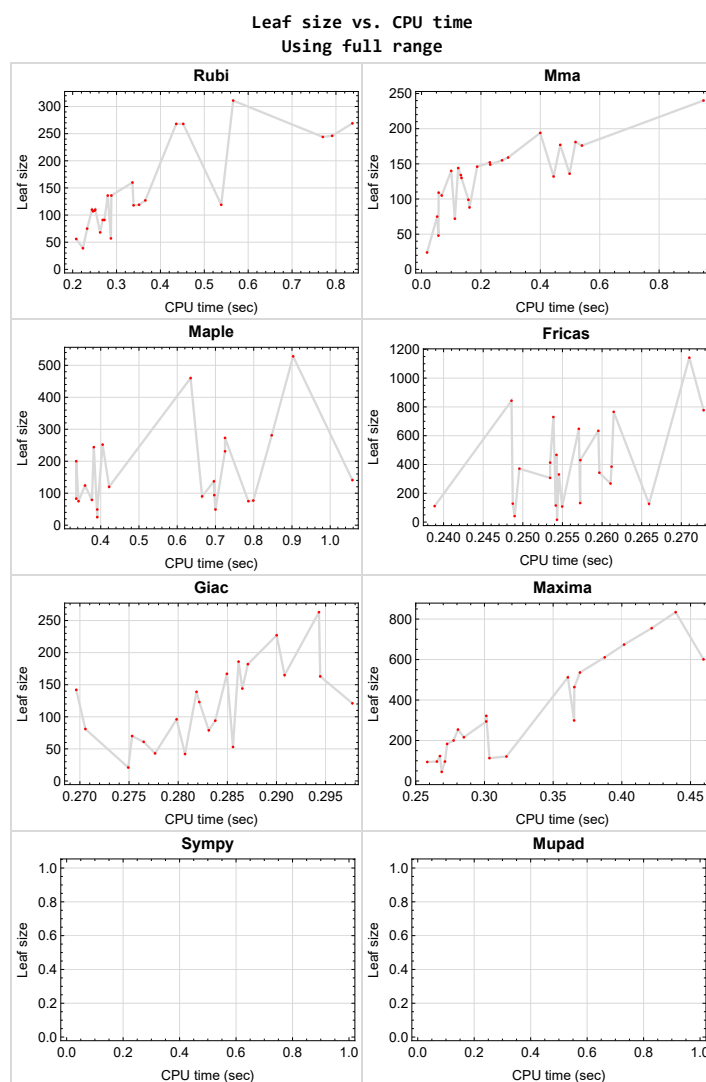 Leaf size vs. CPU time
Using full range
Rubi
Leaf size
300
250
200
150
100
50
0
0.2 0.3 0.4 0.5 0.6 0.7 0.8
CPU time (sec)
Mma
Leaf size
250
200
150
100
50
0
0.0 0.2 0.4 0.6 0.8
CPU time (sec)
Maple
Leaf size
500
400
300
200
100
0
0.4 0.5 0.6 0.7 0.8 0.9 1.0
CPU time (sec)
Fricas
Leaf size
1200
1000
800
600
400
200
0
0.240 0.245 0.250 0.255 0.260 0.265 0.270
CPU time (sec)
Giac
Leaf size
250
200
150
100
50
0
0.270 0.275 0.280 0.285 0.290 0.295
CPU time (sec)
Maxima
Leaf size
800
600
400
200
0
0.25 0.30 0.35 0.40 0.45
CPU time (sec)
Sympy
Leaf size
1.0
0.8
0.6
0.4
0.2
0.0
0.0 0.2 0.4 0.6 0.8 1.0
CPU time (sec)
Mupad
Leaf size
1.0
0.8
0.6
0.4
0.2
0.0
0.0 0.2 0.4 0.6 0.8 1.0
CPU time (sec)